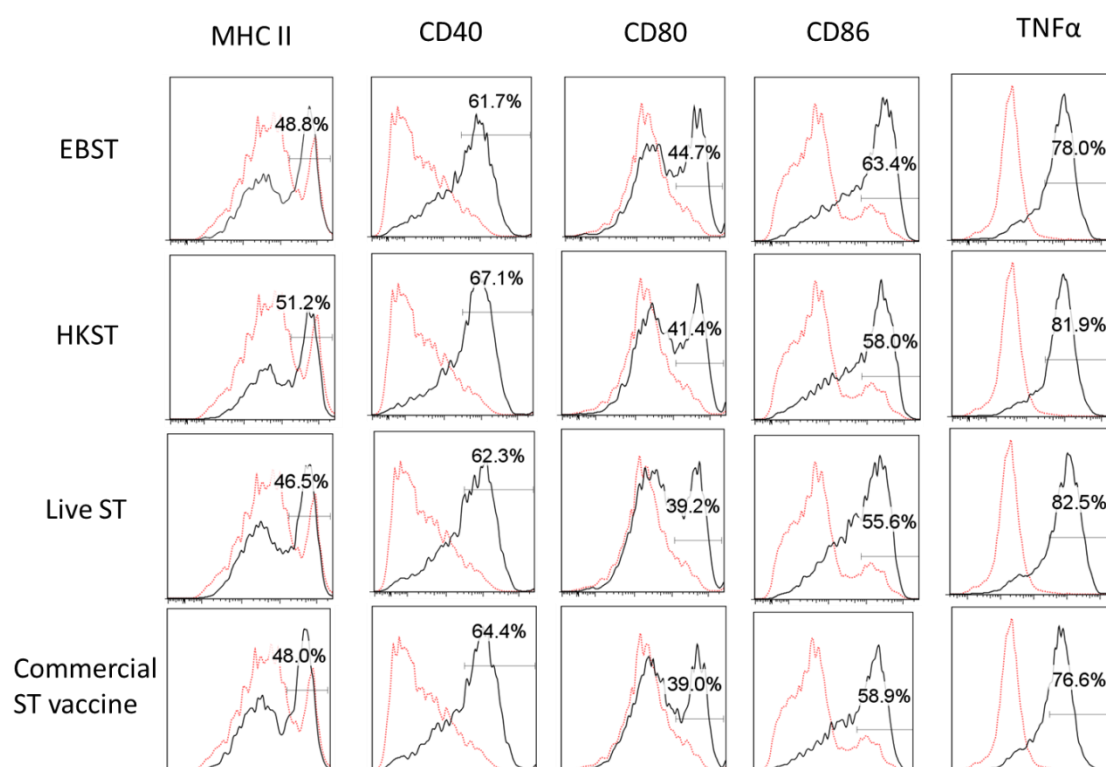 MHC II CD40 CD80 CD86 TNFα
EBST 48.8% 61.7% 44.7% 63.4% 78.0%
HKST 51.2% 67.1% 41.4% 58.0% 81.9%
Live ST 46.5% 62.3% 39.2% 55.6% 82.5%
Commercial
ST vaccine 48.0% 64.4% 39.0% 58.9% 76.6%